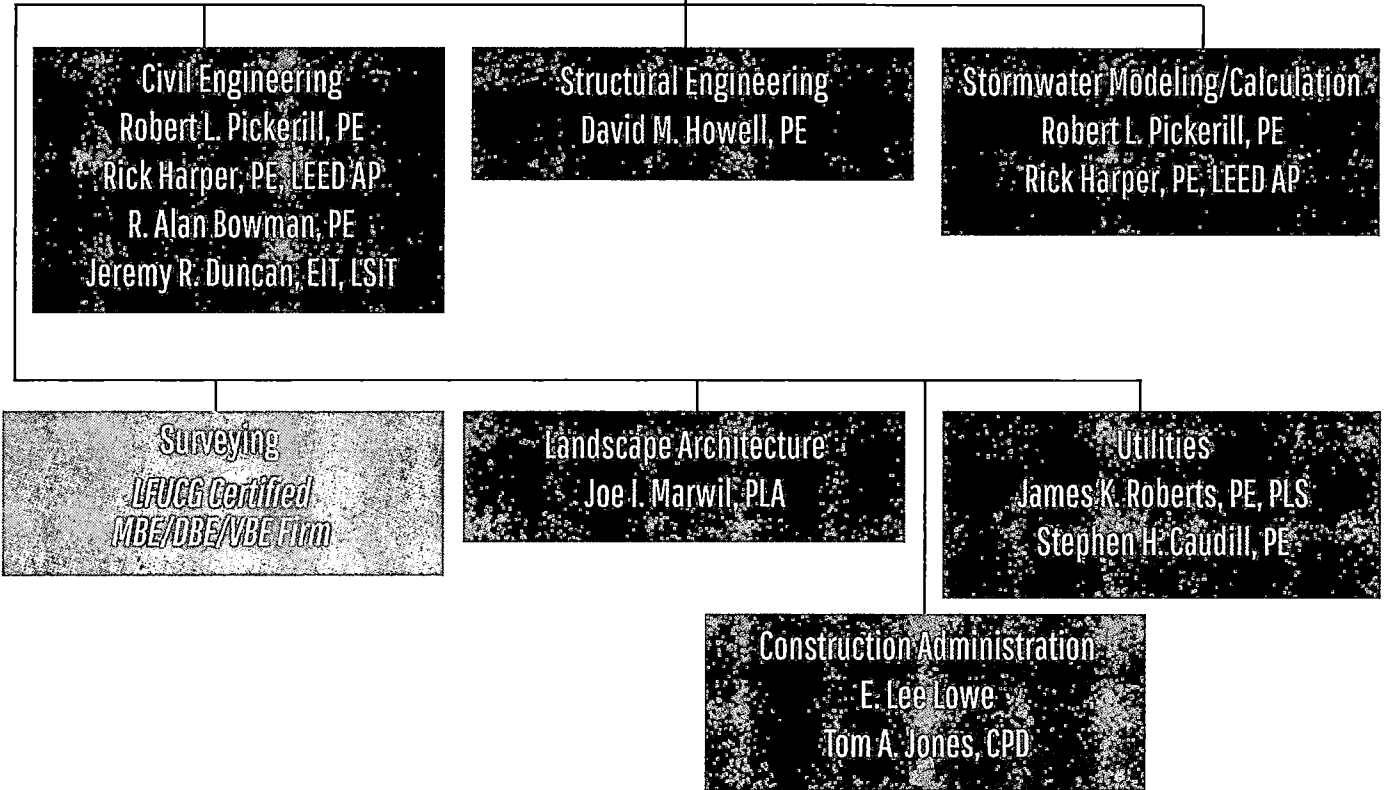 Civil Engineering
Robert L. Pickerill, PE
Rick Harper, PE, LEED AP
R. Alan Bowman, PE
Jeremy R. Duncan, EIT, LSIT
Structural Engineering
David M. Howell, PE
Stormwater Modeling/Calculation
Robert L. Pickerill, PE
Rick Harper, PE, LEED AP
Surveying
LFUCG Certified
MBE/DBE/VBE Firm
Landscape Architecture
Joe I. Marwil, PLA
Utilities
James K. Roberts, PE, PLS
Stephen H. Caudill, PE
Construction Administration
E. Lee Lowe
Tom A. Jones, CPD